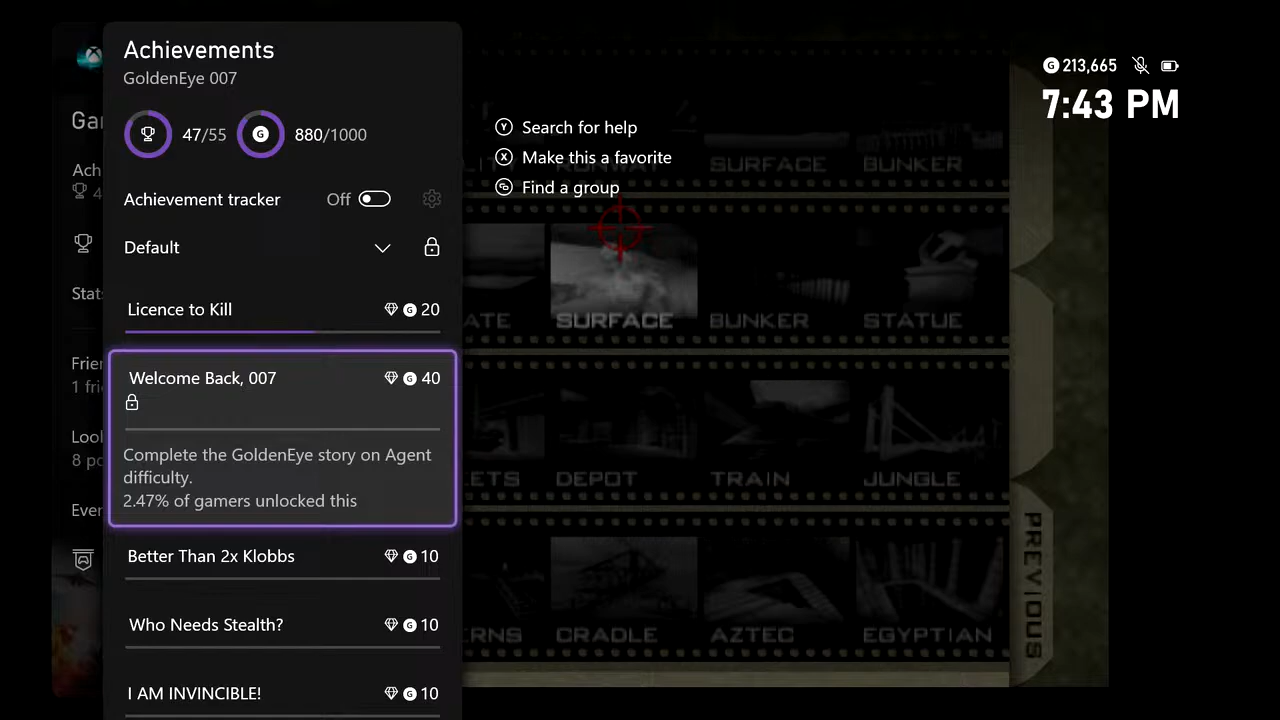 Achievements
GoldenEye 007
47/55
G 880/1000
Achievement tracker
Off
Default
Licence to Kill
G 20
Welcome Back, 007
G 40
Complete the GoldenEye story on Agent
difficulty.
2.47% of gamers unlocked this
Better Than 2x Klobbs
G 10
Who Needs Stealth?
G 10
I AM INVINCIBLE!
G 10
Y Search for help
X Make this a favorite
Find a group
G 213,665
7:43 PM
SURFACE
BUNKER
SURFACE
BUNKER
STATUE
DEPOT
TRAIN
JUNGLE
CRADLE
AZTEC
EGYPTIAN
PREVIOUS